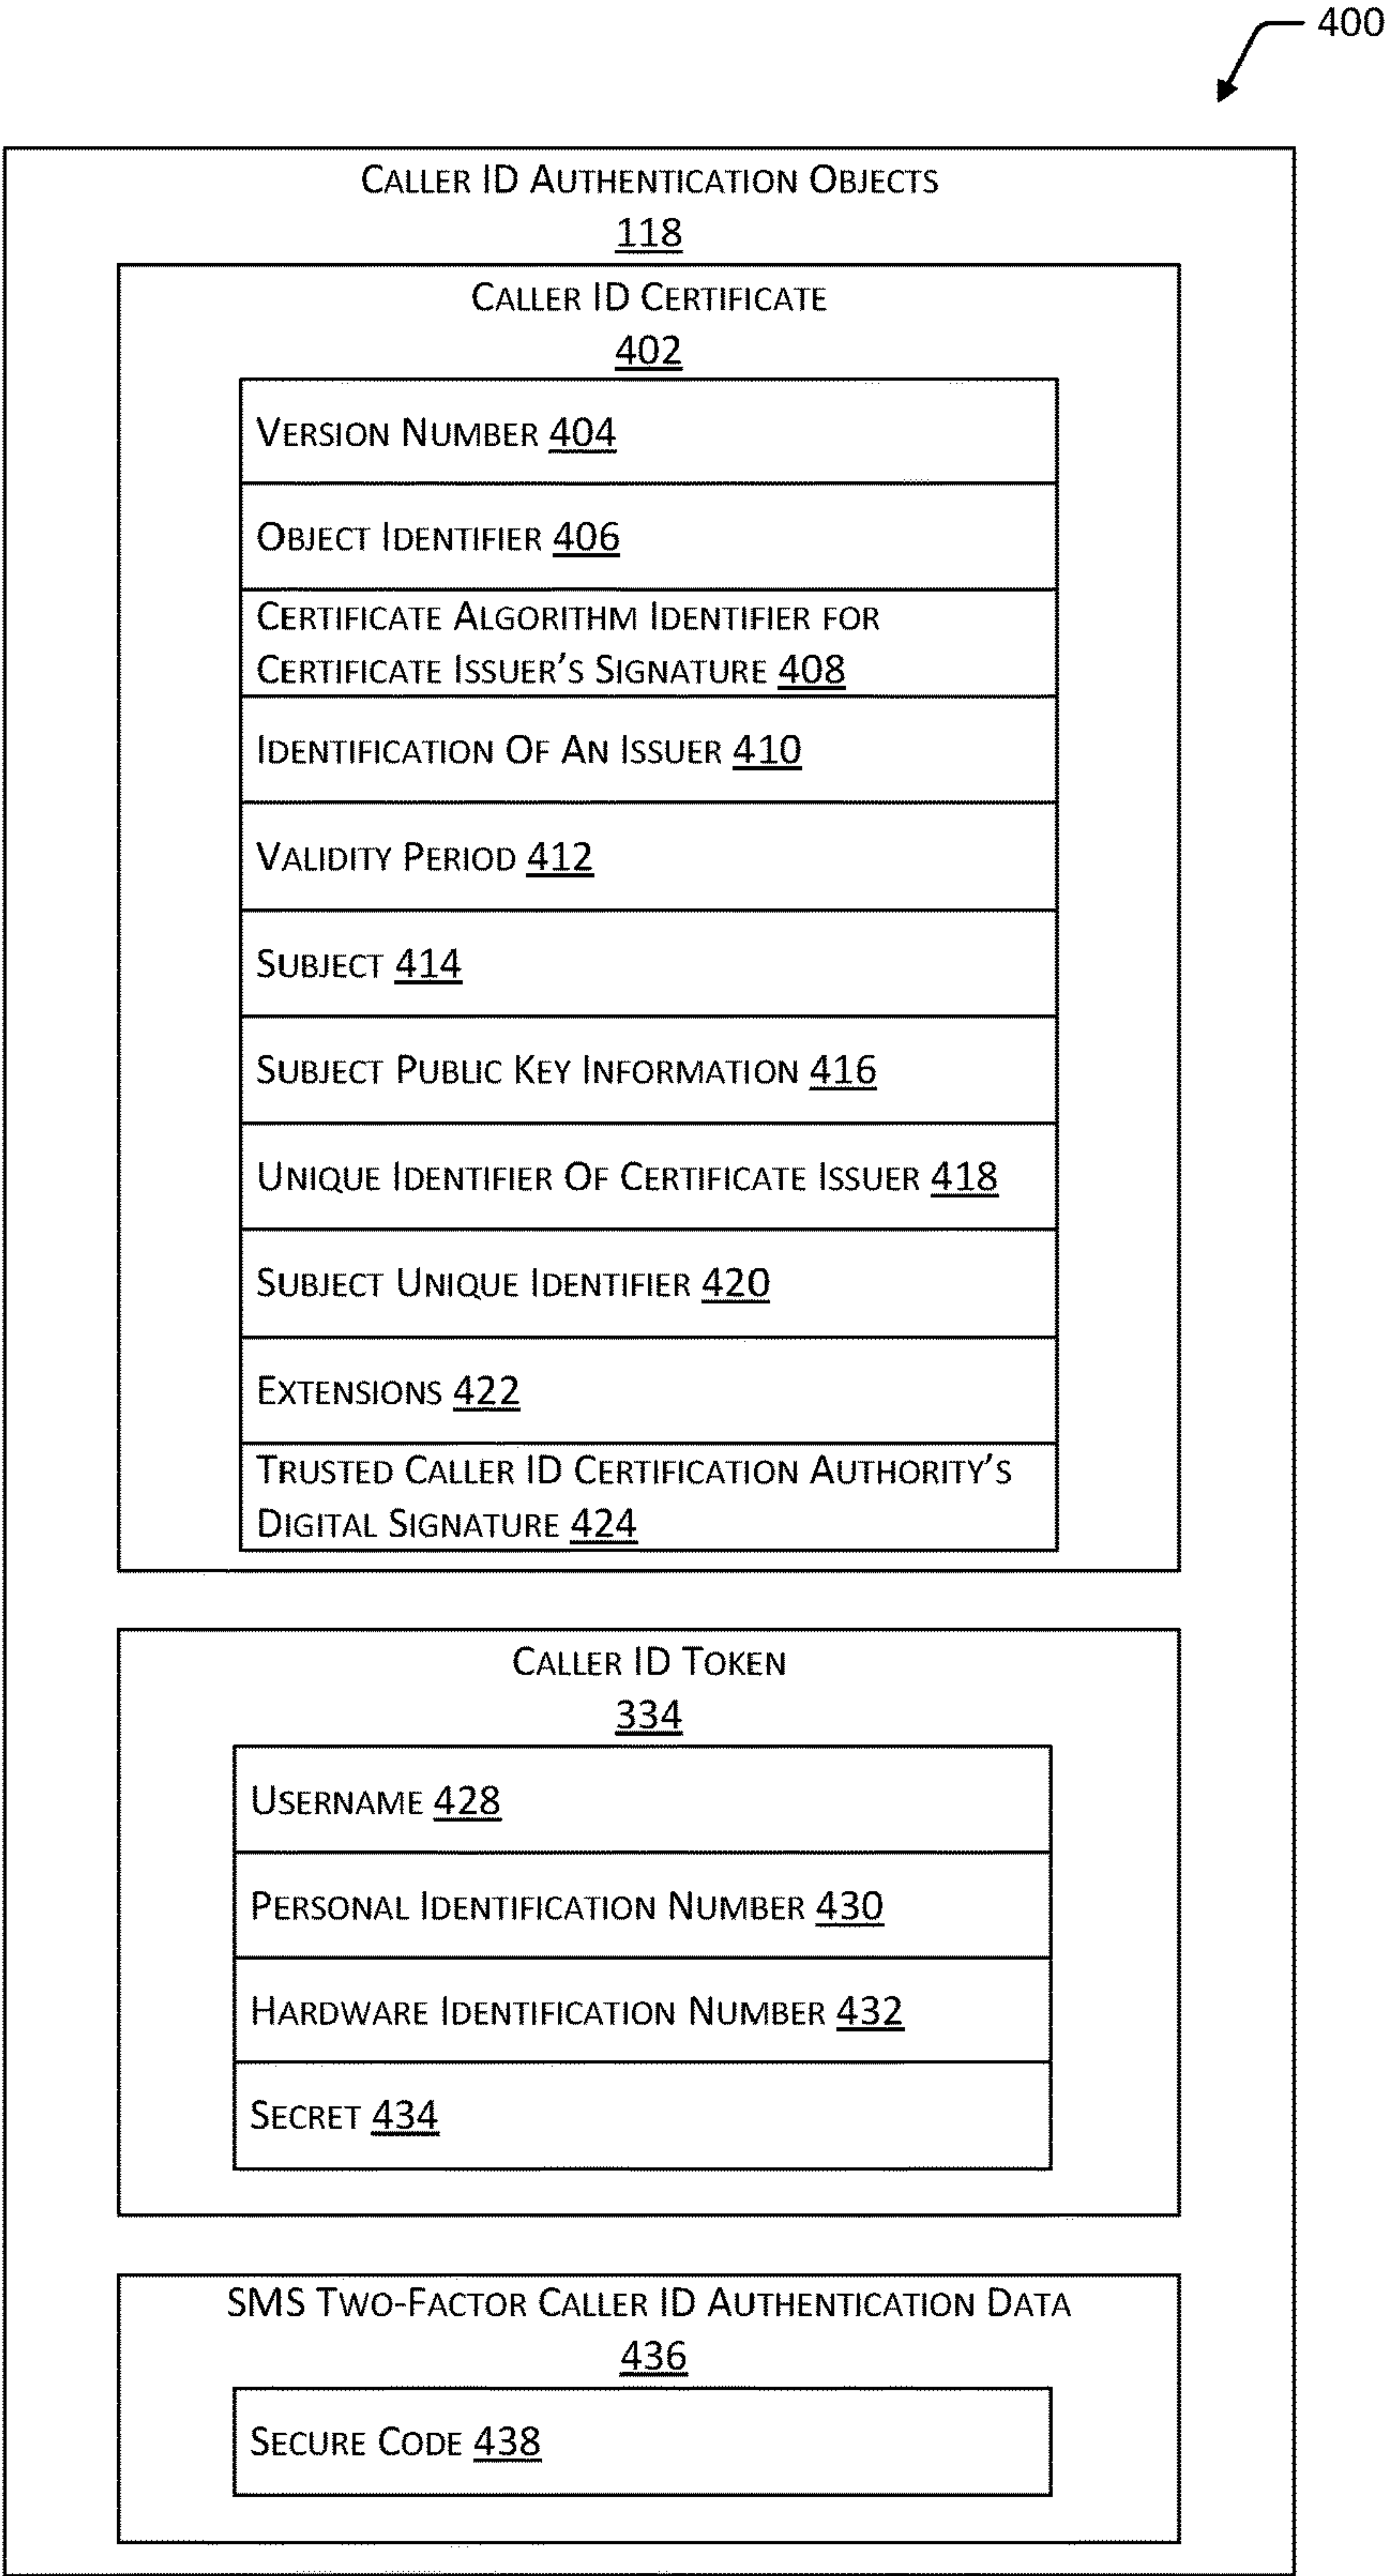 400
CALLER ID AUTHENTICATION OBJECTS
118
CALLER ID CERTIFICATE
402
VERSION NUMBER 404
OBJECT IDENTIFIER 406
CERTIFICATE ALGORITHM IDENTIFIER FOR
CERTIFICATE ISSUER’S SIGNATURE 408
IDENTIFICATION OF AN ISSUER 410
VALIDITY PERIOD 412
SUBJECT 414
SUBJECT PUBLIC KEY INFORMATION 416
UNIQUE IDENTIFIER OF CERTIFICATE ISSUER 418
SUBJECT UNIQUE IDENTIFIER 420
EXTENSIONS 422
TRUSTED CALLER ID CERTIFICATION AUTHORITY’S
DIGITAL SIGNATURE 424
CALLER ID TOKEN
334
USERNAME 428
PERSONAL IDENTIFICATION NUMBER 430
HARDWARE IDENTIFICATION NUMBER 432
SECRET 434
SMS TWO-FACTOR CALLER ID AUTHENTICATION DATA
436
SECURE CODE 438